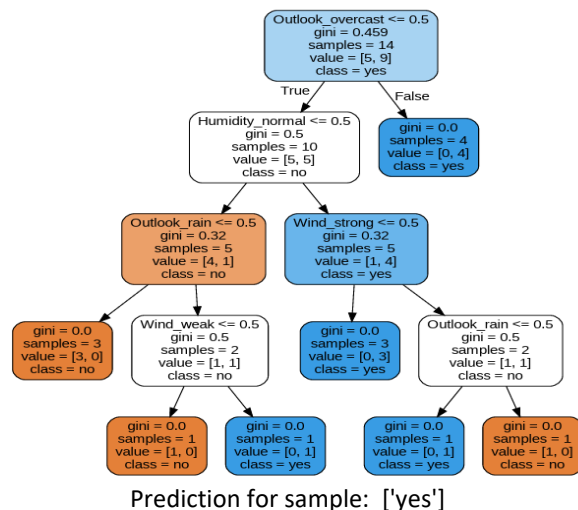 Outlook_overcast <= 0.5
gini = 0.459
samples = 14
value = [5, 9]
class = yes
True
False
Humidity_normal <= 0.5
gini = 0.5
samples = 10
value = [5, 5]
class = no
gini = 0.0
samples = 4
value = [0, 4]
class = yes
Outlook_rain <= 0.5
gini = 0.32
samples = 5
value = [4, 1]
class = no
Wind_strong <= 0.5
gini = 0.32
samples = 5
value = [1, 4]
class = yes
gini = 0.0
samples = 3
value = [3, 0]
class = no
Wind_weak <= 0.5
gini = 0.5
samples = 2
value = [1, 1]
class = no
gini = 0.0
samples = 3
value = [0, 3]
class = yes
Outlook_rain <= 0.5
gini = 0.5
samples = 2
value = [1, 1]
class = no
gini = 0.0
samples = 1
value = [1, 0]
class = no
gini = 0.0
samples = 1
value = [0, 1]
class = yes
gini = 0.0
samples = 1
value = [0, 1]
class = yes
gini = 0.0
samples = 1
value = [1, 0]
class = no
Prediction for sample: ['yes']